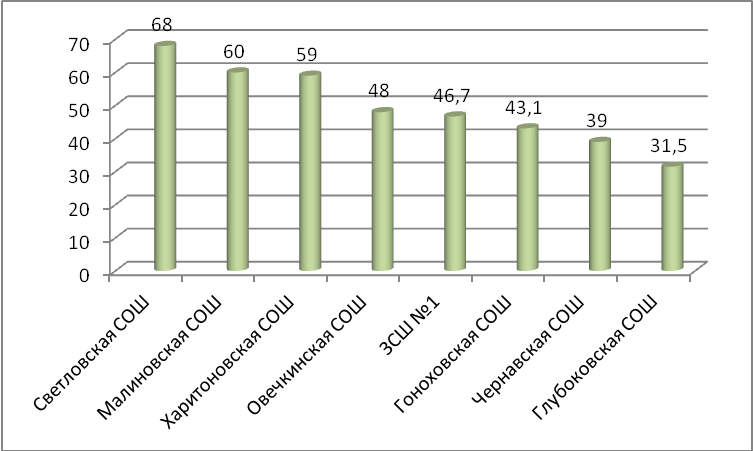 68
60
59
48
46,7
43,1
39
31,5
70
60
50
40
30
20
10
0
Светловская СОШ
Малиновская СОШ
Харитоновская СОШ
Овечкинская СОШ
ЗСШ №1
Гоноховская СОШ
Чернавская СОШ
Глубоковская СОШ